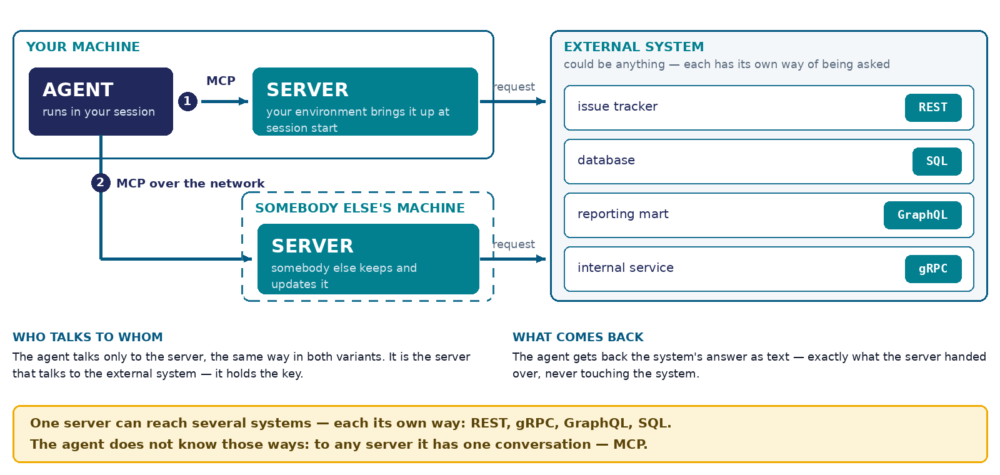 YOUR MACHINE
AGENT
runs in your session
1
MCP
SERVER
your environment brings it up at
session start
request
2
MCP over the network
SOMEBODY ELSE'S MACHINE
SERVER
somebody else keeps and
updates it
request
EXTERNAL SYSTEM
could be anything — each has its own way of being asked
issue tracker
REST
database
SQL
reporting mart
GraphQL
internal service
gRPC
WHO TALKS TO WHOM
The agent talks only to the server, the same way in both variants. It is the server
that talks to the external system — it holds the key.
WHAT COMES BACK
The agent gets back the system's answer as text — exactly what the server handed
over, never touching the system.
One server can reach several systems — each its own way: REST, gRPC, GraphQL, SQL.
The agent does not know those ways: to any server it has one conversation — MCP.